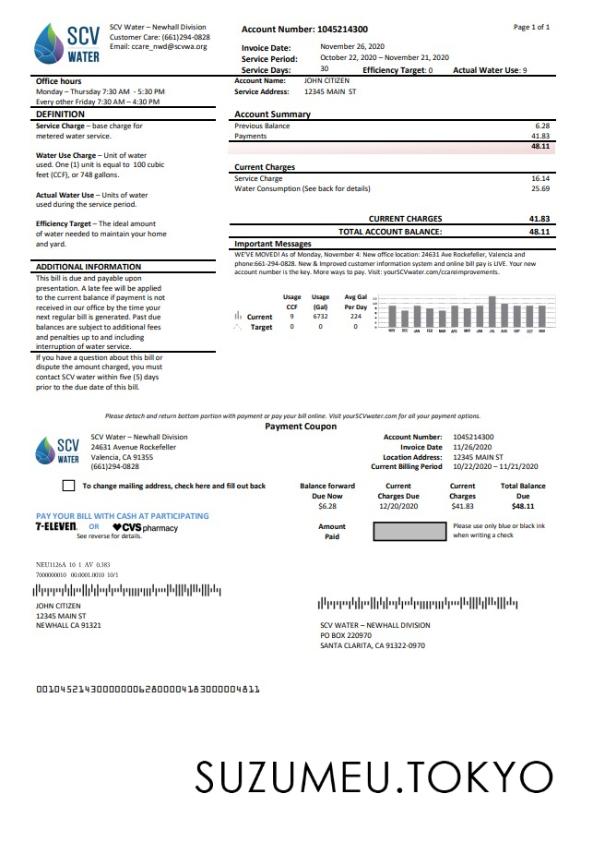 SCV
WATER
SCV Water – Newhall Division
Customer Care: (661)294-0828
Email: ccare_nwd@scvwa.org
Account Number: 1045214300
Page 1 of 1
Invoice Date: November 26, 2020
Service Period: October 22, 2020 – November 21, 2020
Service Days: 30 Efficiency Target: 0 Actual Water Use: 9
Office hours
Monday – Thursday 7:30 AM - 5:30 PM
Every other Friday 7:30 AM – 4:30 PM
Account Name: JOHN CITIZEN
Service Address: 12345 MAIN ST
DEFINITION
Service Charge – base charge for
metered water service.
Water Use Charge – Unit of water
used. One (1) unit is equal to 100 cubic
feet (CCF), or 748 gallons.
Actual Water Use – Units of water
used during the service period.
Efficiency Target – The ideal amount
of water needed to maintain your home
and yard.
ADDITIONAL INFORMATION
This bill is due and payable upon
presentation. A late fee will be applied
to the current balance if payment is not
received in our office by the time your
next regular bill is generated. Past due
balances are subject to additional fees
and penalties up to and including
interruption of water service.
If you have a question about this bill or
dispute the amount charged, you must
contact SCV water within five (5) days
prior to the due date of this bill.
Account Summary
Previous Balance 6.28
Payments 41.83
48.11
Current Charges
Service Charge 16.14
Water Consumption (See back for details) 25.69
CURRENT CHARGES 41.83
TOTAL ACCOUNT BALANCE: 48.11
Important Messages
WE'VE MOVED! As of Monday, November 4: New office location: 24631 Ave Rockefeller, Valencia and
phone:661-294-0828. New & Improved customer information system and online bill pay is LIVE. Your new
account number is the key. More ways to pay. Visit: yourSCVwater.com/ccareimprovements.
Usage Usage Avg Gal
CCF (Gal) Per Day
Current 9 6732 224
Target 0 0 0
Please detach and return bottom portion with payment or pay your bill online. Visit yourSCVwater.com for all your payment options.
Payment Coupon
SCV
WATER
SCV Water – Newhall Division
24631 Avenue Rockefeller
Valencia, CA 91355
(661)294-0828
Account Number: 1045214300
Invoice Date 11/26/2020
Location Address: 12345 MAIN ST
Current Billing Period 10/22/2020 – 11/21/2020
To change mailing address, check here and fill out back
Balance forward Current Current Total Balance
Due Now Charges Due Charges Due
$6.28 12/20/2020 $41.83 $48.11
PAY YOUR BILL WITH CASH AT PARTICIPATING
7-ELEVEN. OR CVS pharmacy
See reverse for details.
Amount
Paid
Please use only blue or black ink
when writing a check
NEU1126A 10 1 AV 0.383
7000000010 00.0001.0010 10/1
JOHN CITIZEN
12345 MAIN ST
NEWHALL CA 91321
SCV WATER – NEWHALL DIVISION
PO BOX 220970
SANTA CLARITA, CA 91322-0970
SUZUMEU.TOKYO